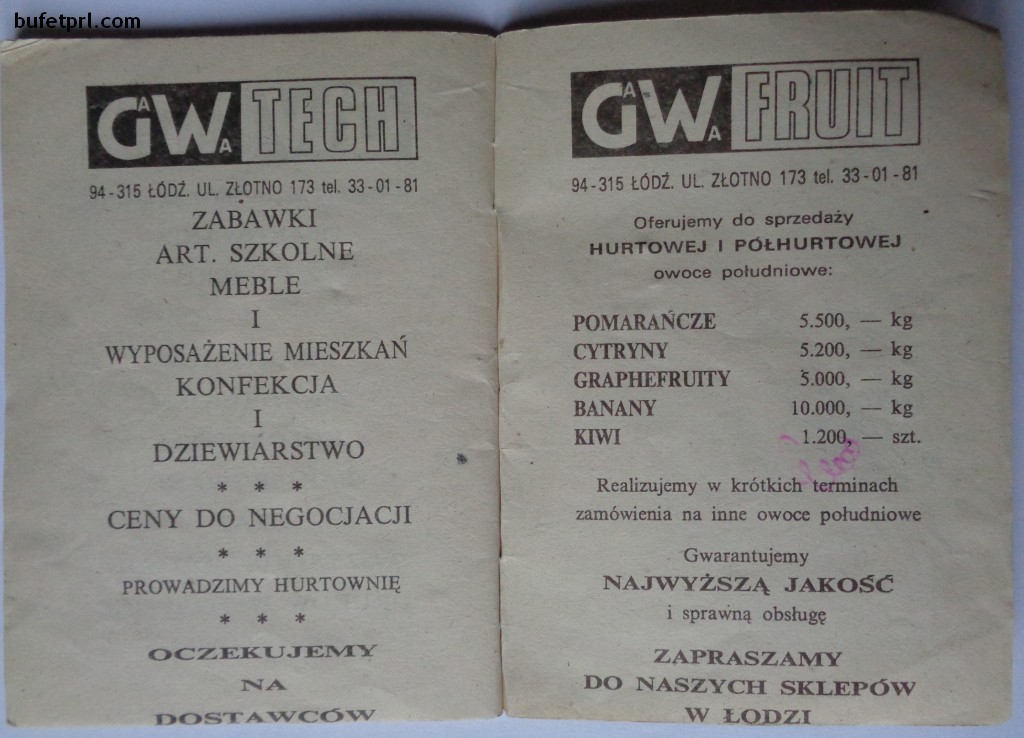 bufetprl.com
GAWA TECH
94-315 ŁÓDŹ. UL. ZŁOTNO 173 tel. 33-01-81
ZABAWKI
ART. SZKOLNE
MEBLE
I
WYPOSAŻENIE MIESZKAŃ
KONFEKCJA
I
DZIEWIARSTWO
* * *
CENY DO NEGOCJACJI
* * *
PROWADZIMY HURTOWNIĘ
* * *
OCZEKUJEMY
NA
DOSTAWCÓW
GAWA FRUIT
94-315 ŁÓDŹ. UL. ZŁOTNO 173 tel. 33-01-81
Oferujemy do sprzedaży
HURTOWEJ I PÓŁHURTOWEJ
owoce południowe:
POMARAŃCZE 5.500, — kg
CYTRYNY 5.200, — kg
GRAPHEFRUITY 5.000, — kg
BANANY 10.000, — kg
KIWI 1.200, — szt.
Realizujemy w krótkich terminach
zamówienia na inne owoce południowe
Gwarantujemy
NAJWYŻSZĄ JAKOŚĆ
i sprawną obsługę
ZAPRASZAMY
DO NASZYCH SKLEPÓW
W ŁODZI